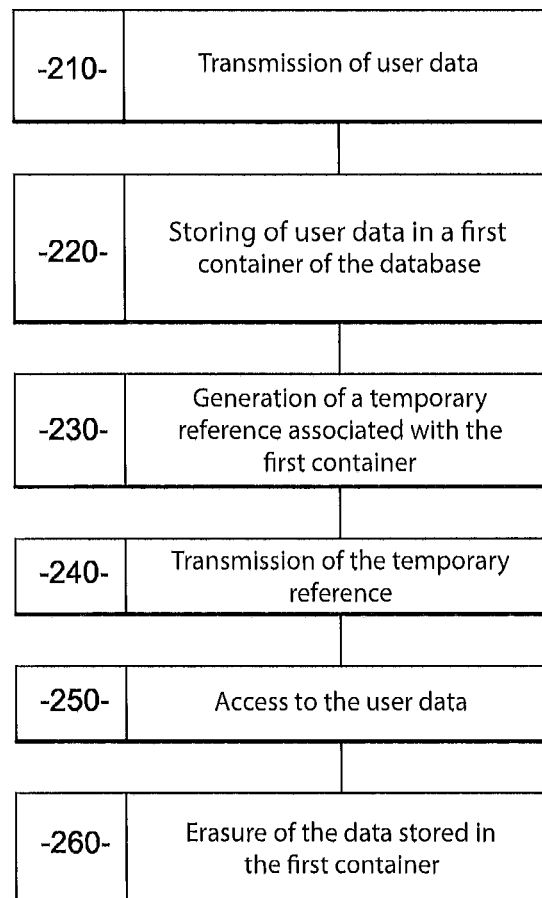 -210- Transmission of user data
-220- Storing of user data in a first
container of the database
-230- Generation of a temporary
reference associated with the
first container
-240- Transmission of the temporary
reference
-250- Access to the user data
-260- Erasure of the data stored in
the first container